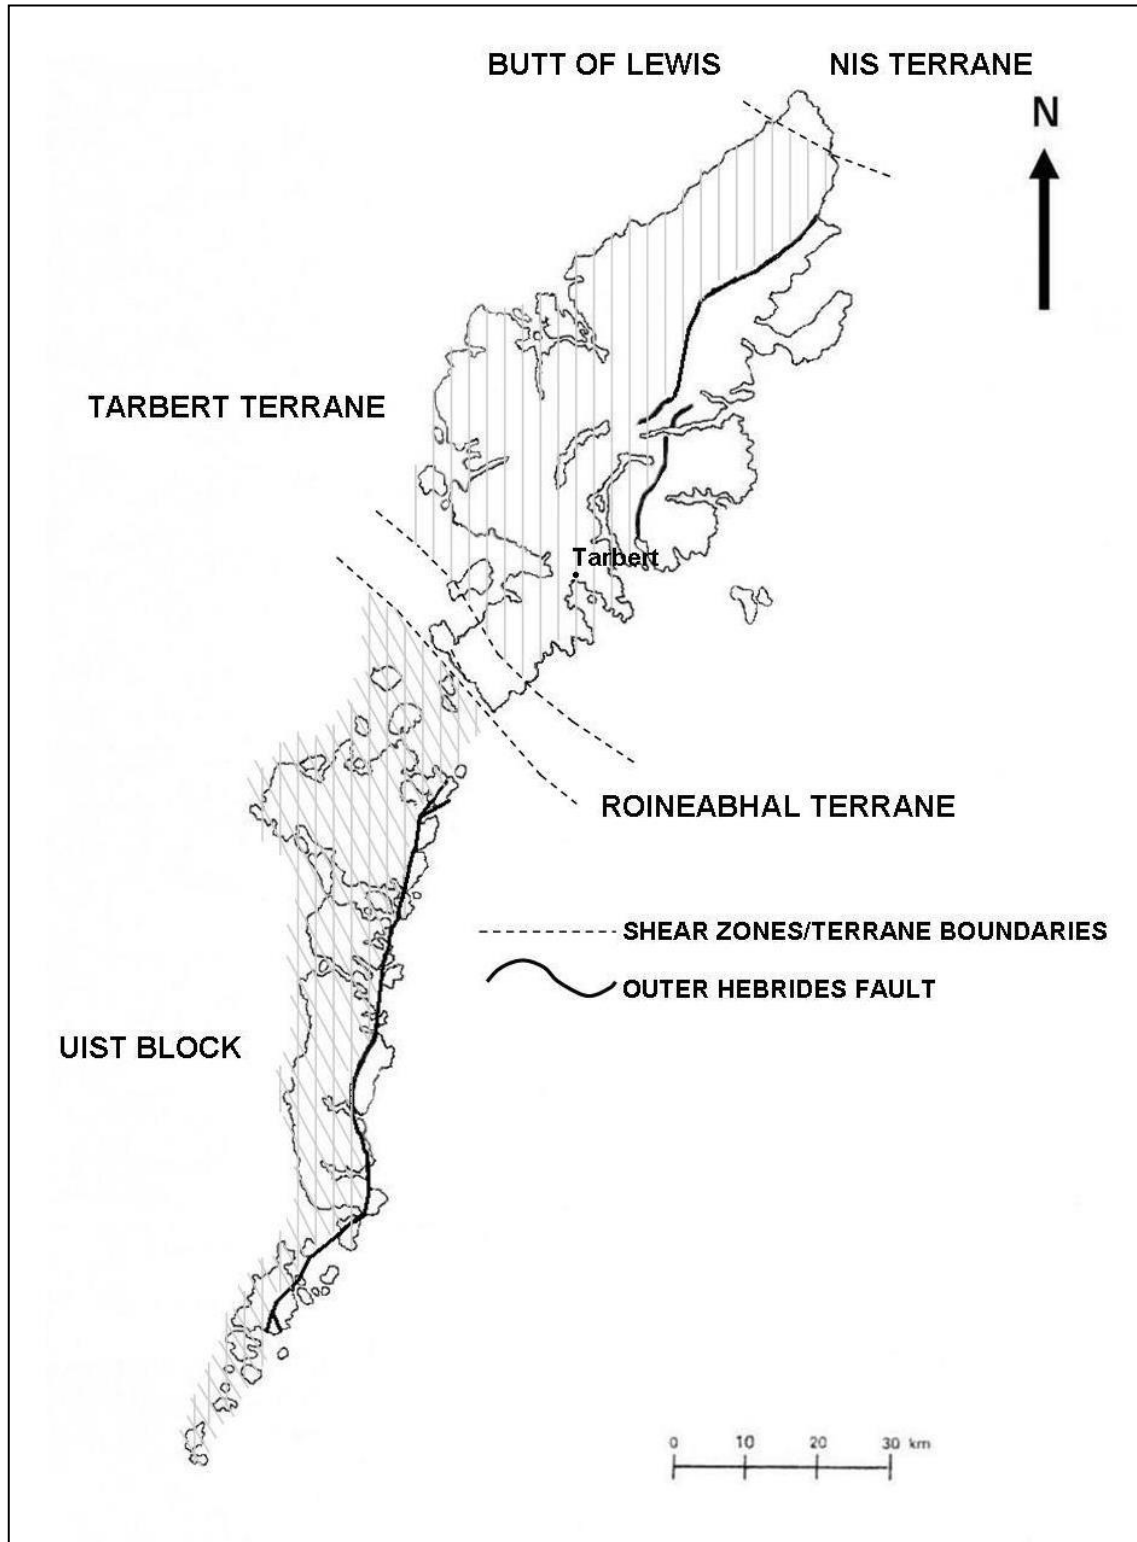 BUTT OF LEWIS
NIS TERRANE
N
TARBERT TERRANE
Tarbert
ROINEABHAL TERRANE
SHEAR ZONES/TERRANE BOUNDARIES
OUTER HEBRIDES FAULT
UIST BLOCK
0 10 20 30 km